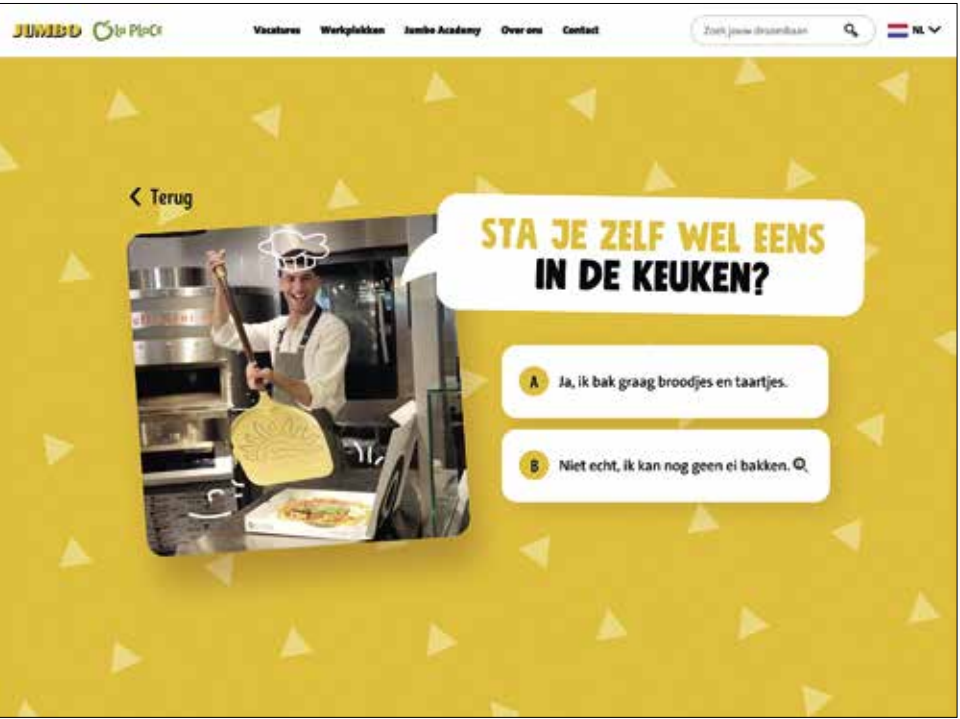 JUMBO La Place
Vacatures Werkplekken Jumbo Academy Over ons Contact
Zoek jouw droombaan
NL
Terug
STA JE ZELF WEL EENS
IN DE KEUKEN?
A Ja, ik bak graag broodjes en taartjes.
B Niet echt, ik kan nog geen ei bakken.